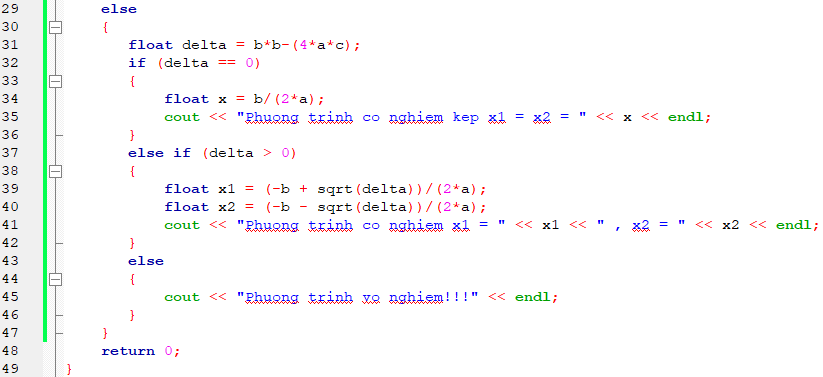 29 else
30 {
31 float delta = b*b-(4*a*c);
32 if (delta == 0)
33 {
34 float x = b/(2*a);
35 cout << "Phuong trinh co nghiem kep x1 = x2 = " << x << endl;
36 }
37 else if (delta > 0)
38 {
39 float x1 = (-b + sqrt(delta))/(2*a);
40 float x2 = (-b - sqrt(delta))/(2*a);
41 cout << "Phuong trinh co nghiem x1 = " << x1 << " , x2 = " << x2 << endl;
42 }
43 else
44 {
45 cout << "Phuong trinh vo nghiem!!!" << endl;
46 }
47 }
48 return 0;
49 }